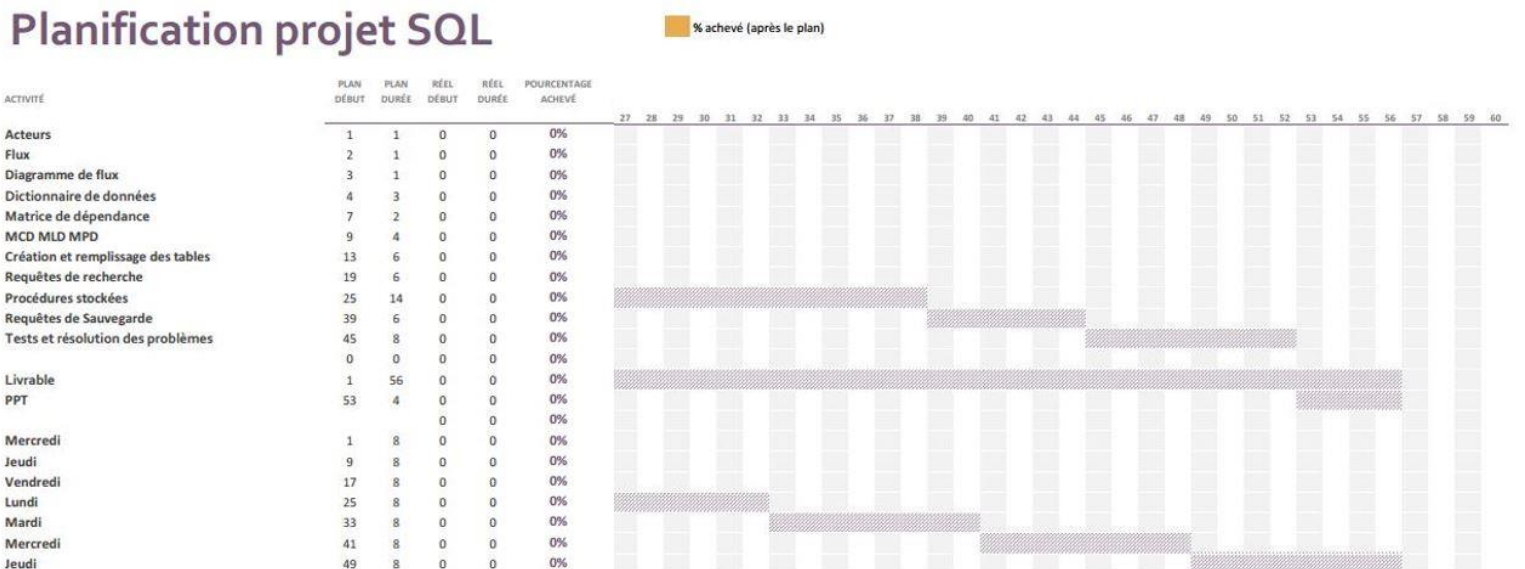 Planification projet SQL
% achevé (après le plan)
PLAN PLAN RÉEL RÉEL POURCENTAGE
ACTIVITÉ DÉBUT DURÉE DÉBUT DURÉE ACHEVÉ
27 28 29 30 31 32 33 34 35 36 37 38 39 40 41 42 43 44 45 46 47 48 49 50 51 52 53 54 55 56 57 58 59 60
Acteurs 1 1 0 0 0%
Flux 2 1 0 0 0%
Diagramme de flux 3 1 0 0 0%
Dictionnaire de données 4 3 0 0 0%
Matrice de dépendance 7 2 0 0 0%
MCD MLD MPD 9 4 0 0 0%
Création et remplissage des tables 13 6 0 0 0%
Requêtes de recherche 19 6 0 0 0%
Procédures stockées 25 14 0 0 0%
Requêtes de Sauvegarde 39 6 0 0 0%
Tests et résolution des problèmes 45 8 0 0 0%
0 0 0 0 0%
Livrable 1 56 0 0 0%
PPT 53 4 0 0 0%
0 0 0%
Mercredi 1 8 0 0 0%
Jeudi 9 8 0 0 0%
Vendredi 17 8 0 0 0%
Lundi 25 8 0 0 0%
Mardi 33 8 0 0 0%
Mercredi 41 8 0 0 0%
Jeudi 49 8 0 0 0%